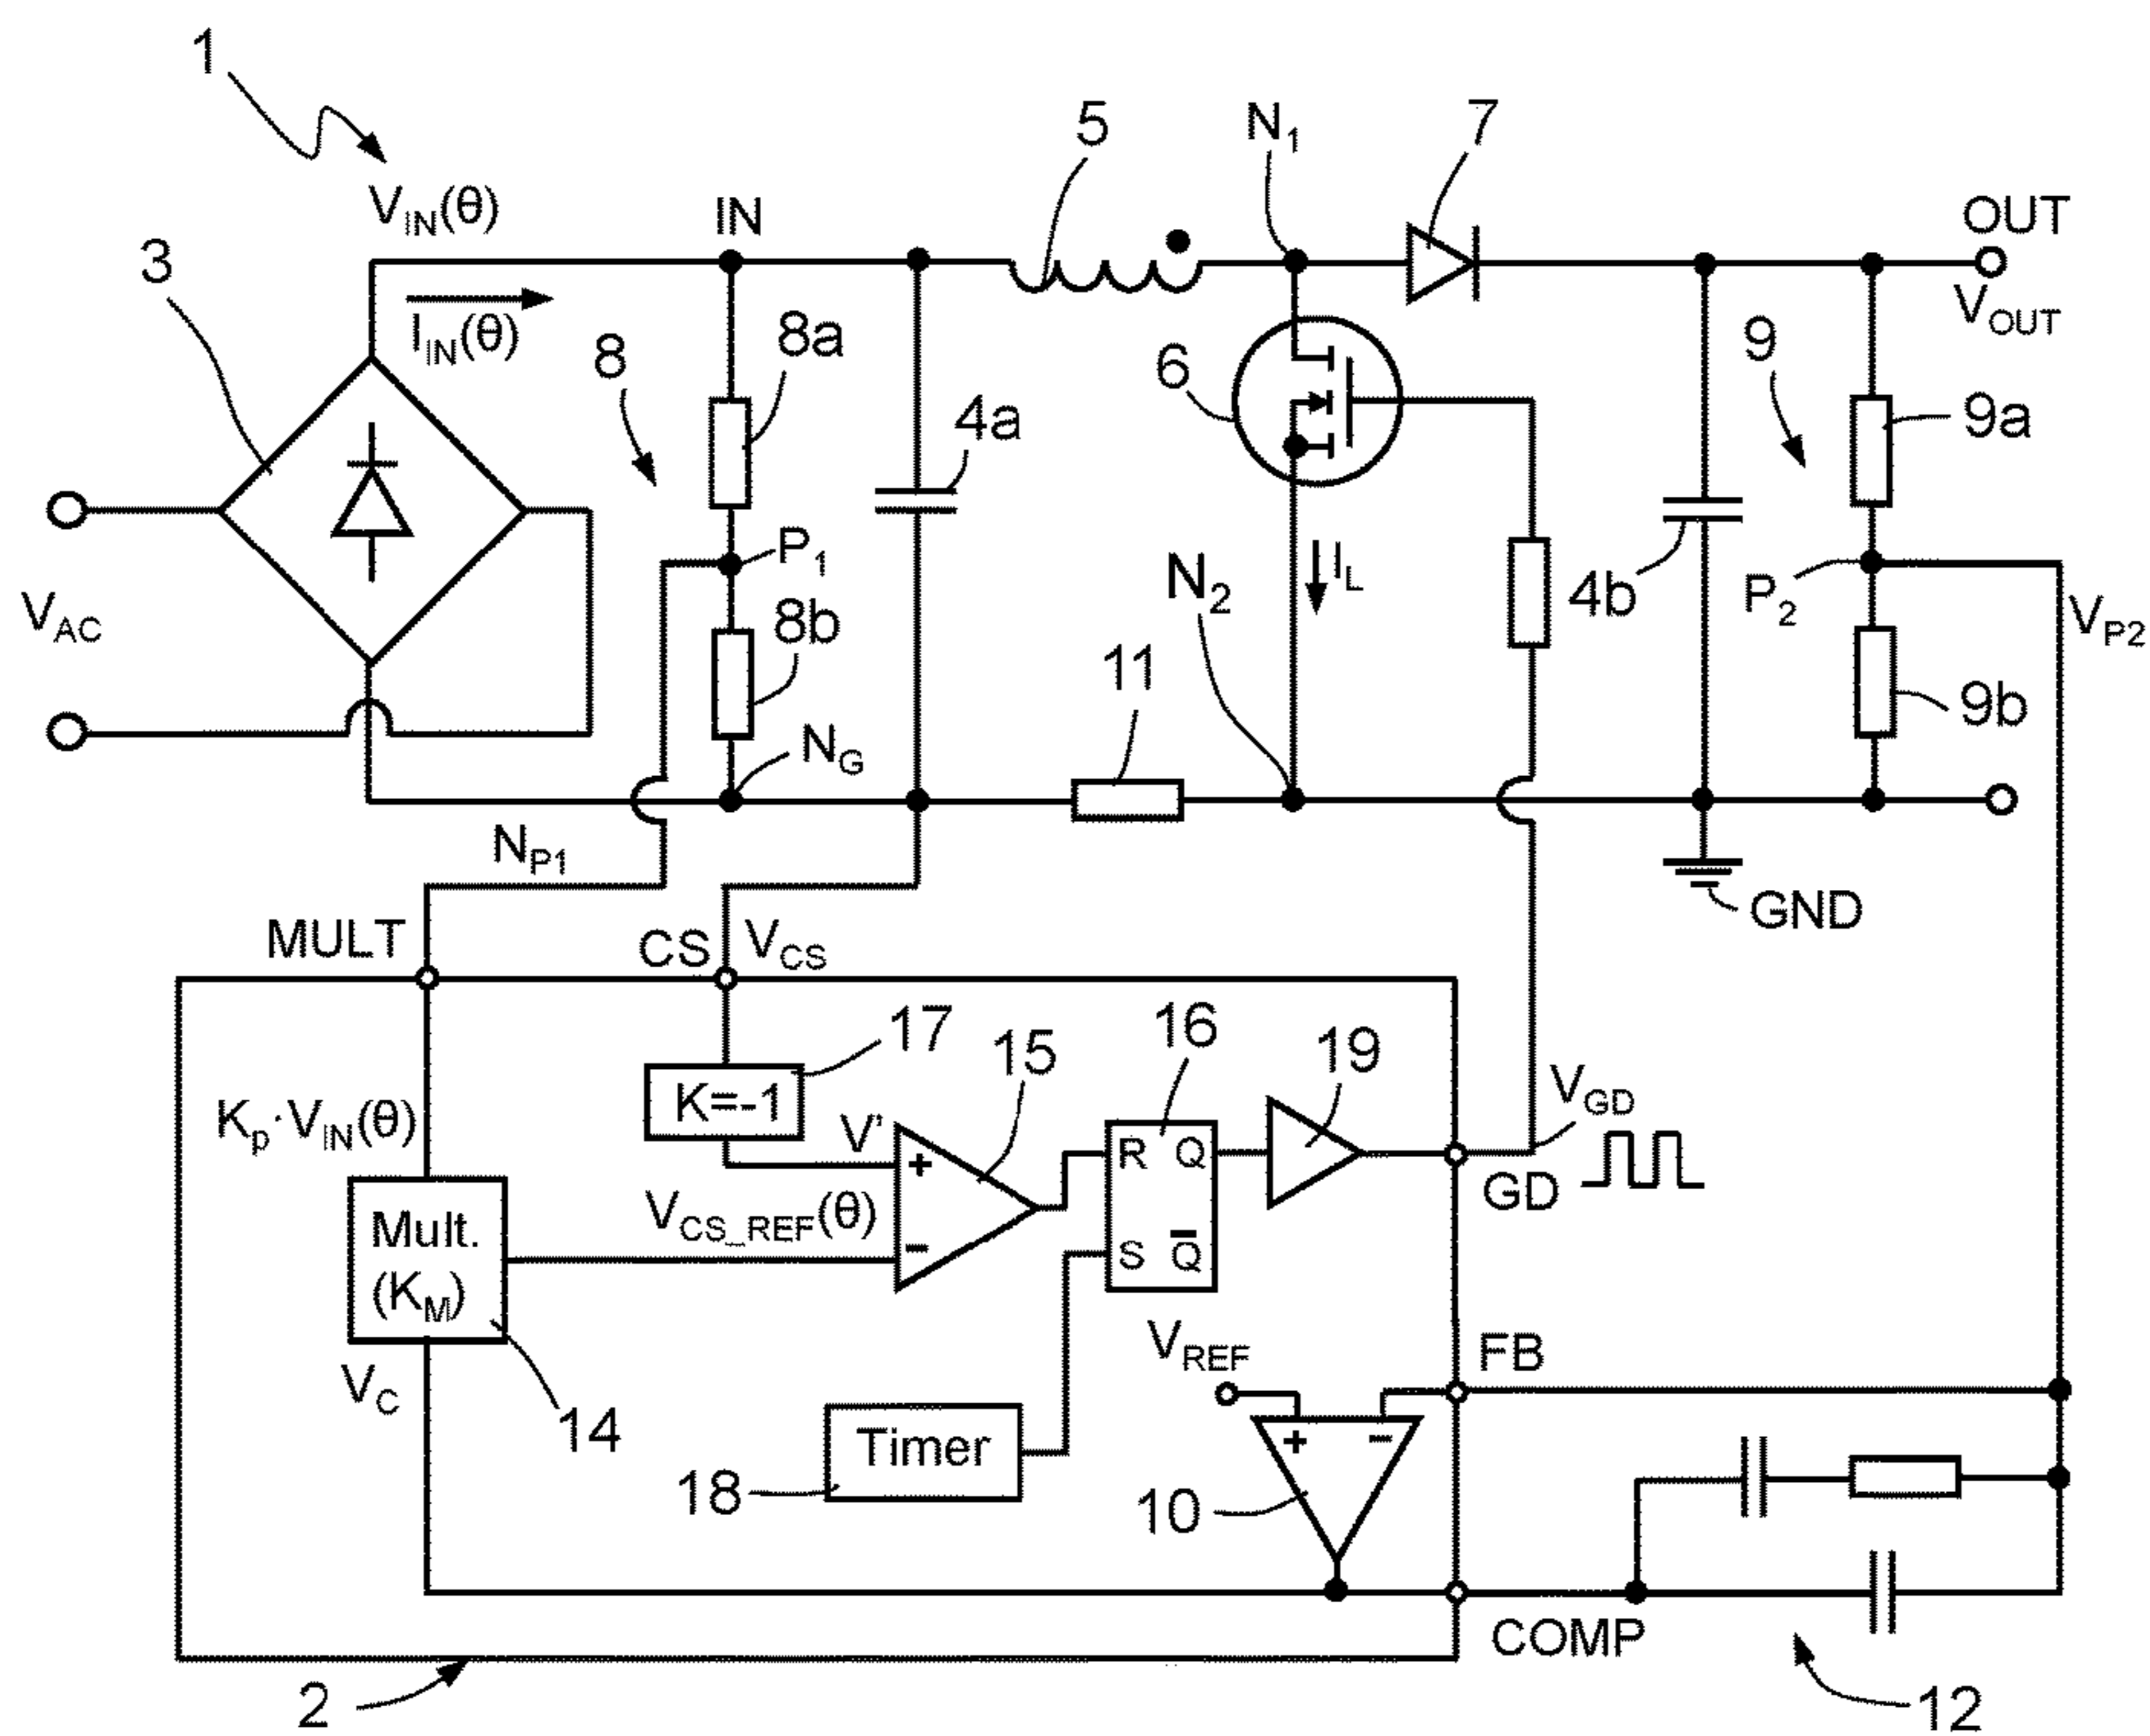 1
V_IN(θ)
IN
5
N_1
7
OUT
V_OUT
3
I_IN(θ)
8
8a
4a
6
9
9a
P_1
8b
N_2
I_L
4b
P_2
V_P2
V_AC
11
9b
N_G
N_P1
GND
MULT
CS
V_CS
17
16
19
15
K=-1
V_GD
K_p·V_IN(θ)
V'
+
R
Q
GD
V_CS_REF(θ)
Mult.
(K_M)
-
S
Q̅
V_REF
FB
V_C
14
Timer
+
-
18
10
COMP
2
12